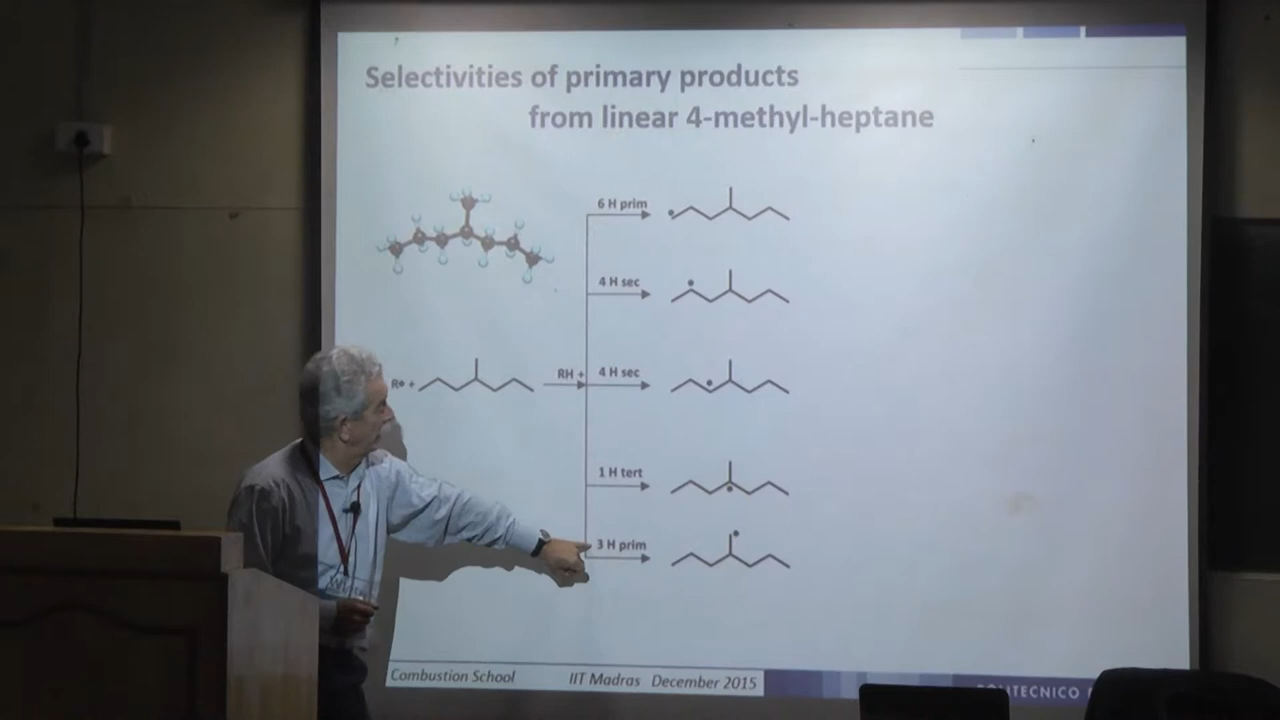 Selectivities of primary products
from linear 4-methyl-heptane
6 H prim
4 H sec
R• +
RH +
4 H sec
1 H tert
3 H prim
Combustion School
IIT Madras December 2015
POLITECNICO